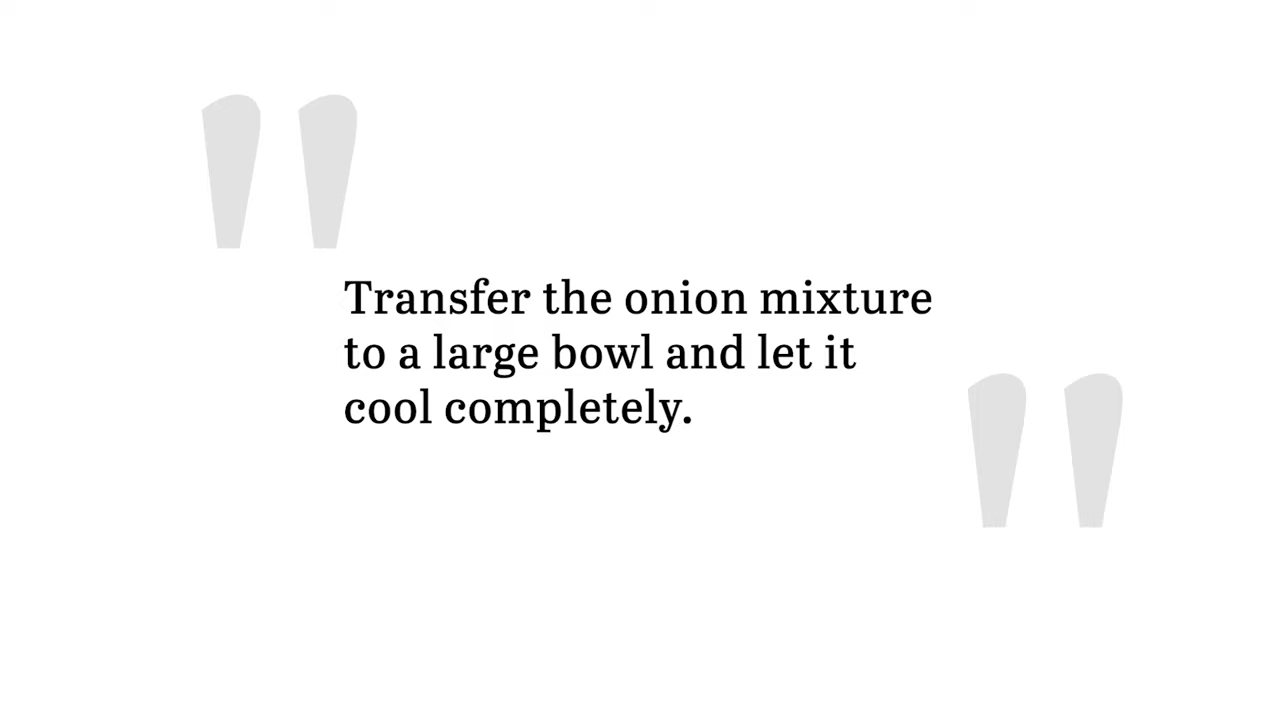 "
Transfer the onion mixture
to a large bowl and let it
cool completely.
"